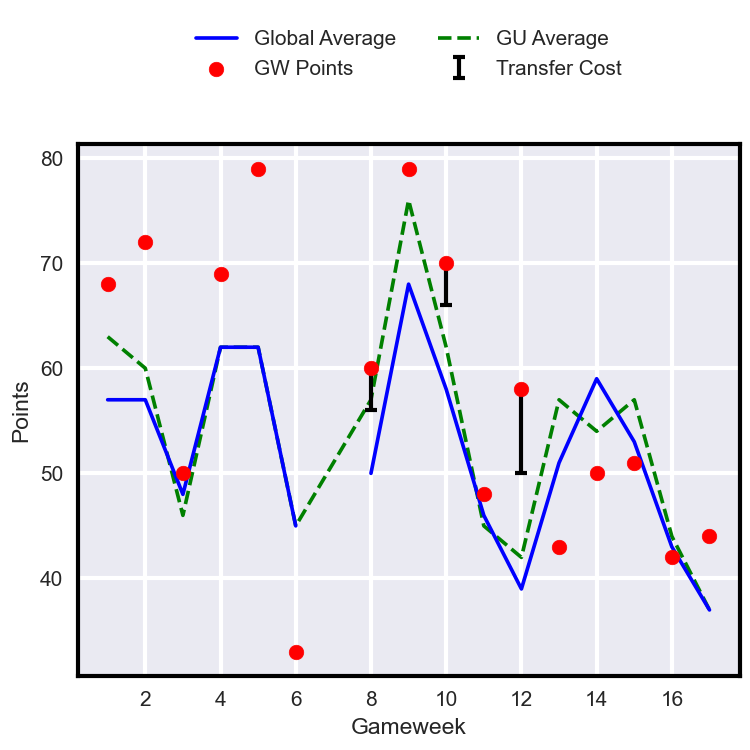 Global Average GU Average
GW Points Transfer Cost
80
70
60
50
40
Points
2 4 6 8 10 12 14 16
Gameweek